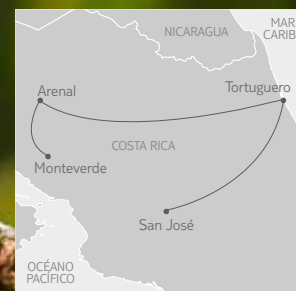 NICARAGUA
MAR
CARIB
Arenal
Tortuguero
COSTA RICA
Monteverde
San José
OCÉANO
PACÍFICO